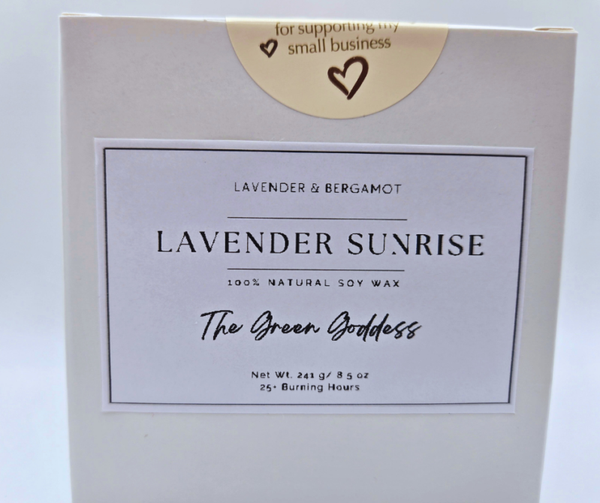 for supporting my
small business
LAVENDER & BERGAMOT
LAVENDER SUNRISE
100% NATURAL SOY WAX
The Green Goddess
Net Wt. 241 g/ 8.5 oz
25+ Burning Hours